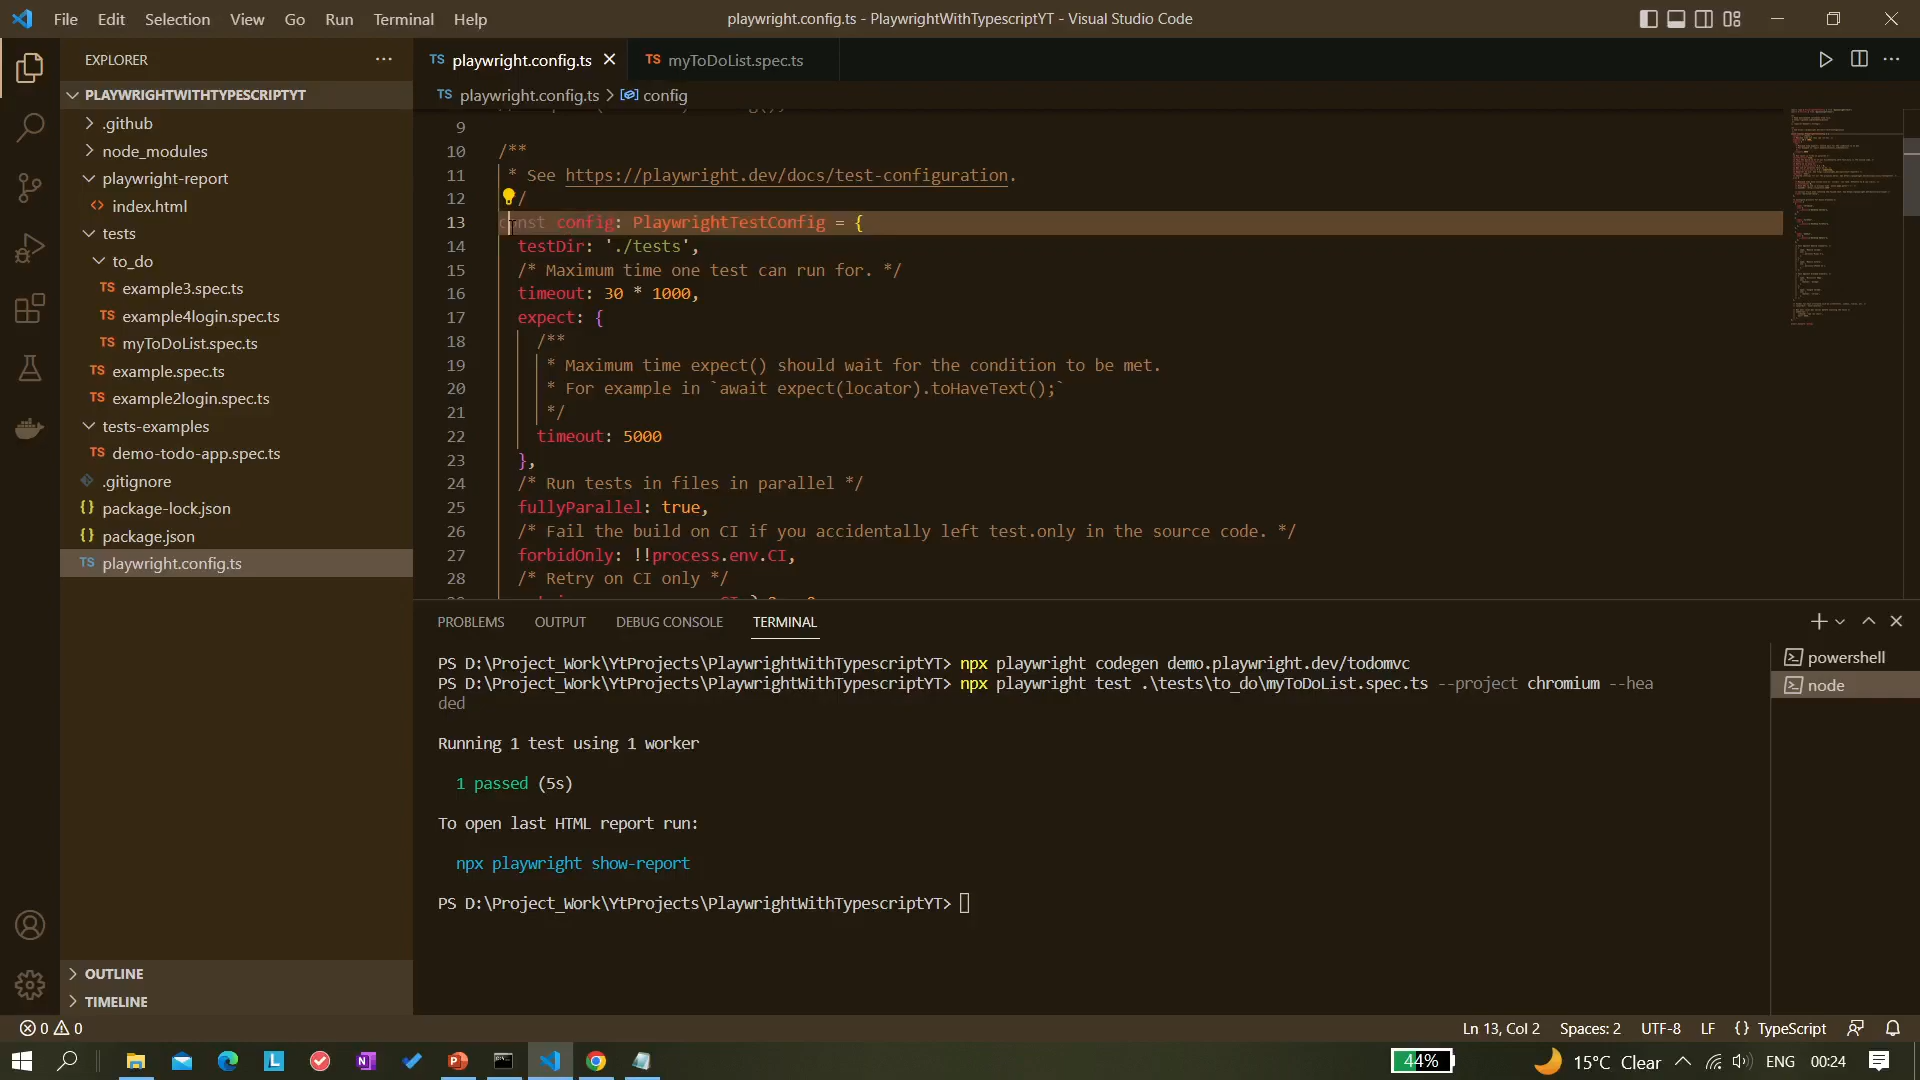 File Edit Selection View Go Run Terminal Help
playwright.config.ts - PlaywrightWithTypescriptYT - Visual Studio Code
EXPLORER
PLAYWRIGHTWITHTYPESCRIPTYT
.github
node_modules
playwright-report
<> index.html
tests
to_do
TS example3.spec.ts
TS example4login.spec.ts
TS myToDoList.spec.ts
TS example.spec.ts
TS example2login.spec.ts
tests-examples
TS demo-todo-app.spec.ts
.gitignore
{} package-lock.json
{} package.json
TS playwright.config.ts
OUTLINE
TIMELINE
TS playwright.config.ts
TS myToDoList.spec.ts
TS playwright.config.ts > config
9
10 /**
11 * See https://playwright.dev/docs/test-configuration.
12 */
13 const config: PlaywrightTestConfig = {
14 testDir: './tests',
15 /* Maximum time one test can run for. */
16 timeout: 30 * 1000,
17 expect: {
18 /**
19 * Maximum time expect() should wait for the condition to be met.
20 * For example in `await expect(locator).toHaveText();`
21 */
22 timeout: 5000
23 },
24 /* Run tests in files in parallel */
25 fullyParallel: true,
26 /* Fail the build on CI if you accidentally left test.only in the source code. */
27 forbidOnly: !!process.env.CI,
28 /* Retry on CI only */
PROBLEMS OUTPUT DEBUG CONSOLE TERMINAL
PS D:\Project_Work\YtProjects\PlaywrightWithTypescriptYT> npx playwright codegen demo.playwright.dev/todomvc
PS D:\Project_Work\YtProjects\PlaywrightWithTypescriptYT> npx playwright test .\tests\to_do\myToDoList.spec.ts --project chromium --hea
ded
Running 1 test using 1 worker
1 passed (5s)
To open last HTML report run:
npx playwright show-report
PS D:\Project_Work\YtProjects\PlaywrightWithTypescriptYT>
powershell
node
0 0
Ln 13, Col 2 Spaces: 2 UTF-8 LF {} TypeScript
44% 15°C Clear ENG 00:24